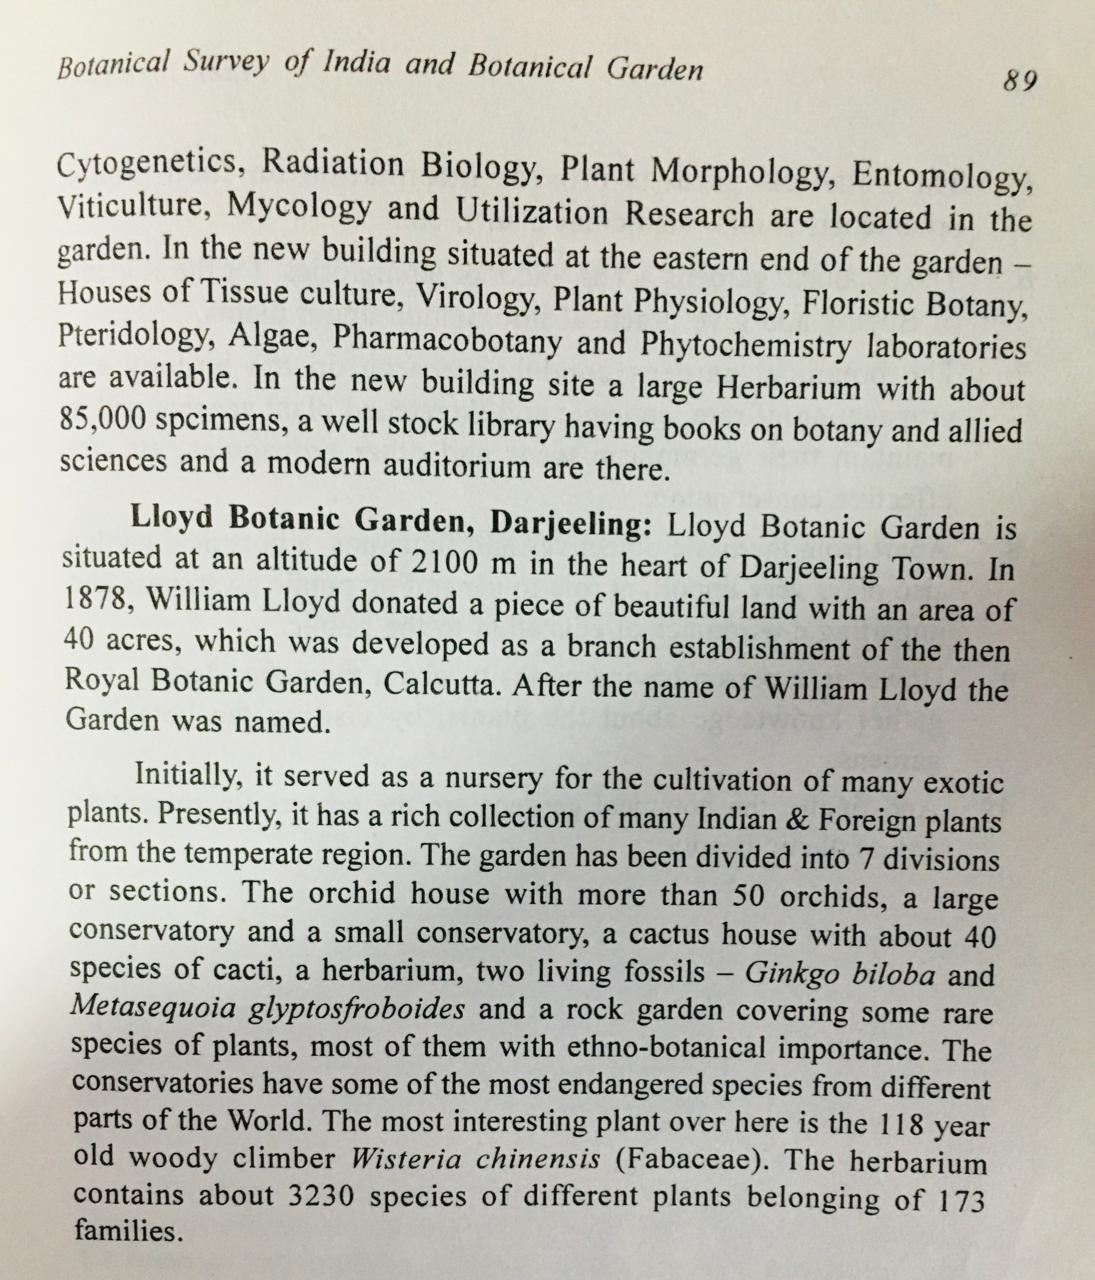 Botanical Survey of India and Botanical Garden
89
Cytogenetics, Radiation Biology, Plant Morphology, Entomology,
Viticulture, Mycology and Utilization Research are located in the
garden. In the new building situated at the eastern end of the garden –
Houses of Tissue culture, Virology, Plant Physiology, Floristic Botany,
Pteridology, Algae, Pharmacobotany and Phytochemistry laboratories
are available. In the new building site a large Herbarium with about
85,000 spcimens, a well stock library having books on botany and allied
sciences and a modern auditorium are there.
Lloyd Botanic Garden, Darjeeling: Lloyd Botanic Garden is
situated at an altitude of 2100 m in the heart of Darjeeling Town. In
1878, William Lloyd donated a piece of beautiful land with an area of
40 acres, which was developed as a branch establishment of the then
Royal Botanic Garden, Calcutta. After the name of William Lloyd the
Garden was named.
Initially, it served as a nursery for the cultivation of many exotic
plants. Presently, it has a rich collection of many Indian & Foreign plants
from the temperate region. The garden has been divided into 7 divisions
or sections. The orchid house with more than 50 orchids, a large
conservatory and a small conservatory, a cactus house with about 40
species of cacti, a herbarium, two living fossils – Ginkgo biloba and
Metasequoia glyptosfroboides and a rock garden covering some rare
species of plants, most of them with ethno-botanical importance. The
conservatories have some of the most endangered species from different
parts of the World. The most interesting plant over here is the 118 year
old woody climber Wisteria chinensis (Fabaceae). The herbarium
contains about 3230 species of different plants belonging of 173
families.